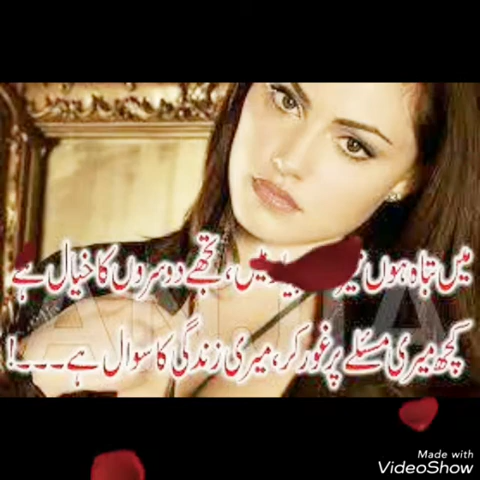 میں تباہ ہوں میں، تجھے دوسروں کا خیال ہے
کچھ میری مسئلے پر غور کر، میری زندگی کا سوال ہے۔۔۔!
Made with
VideoShow